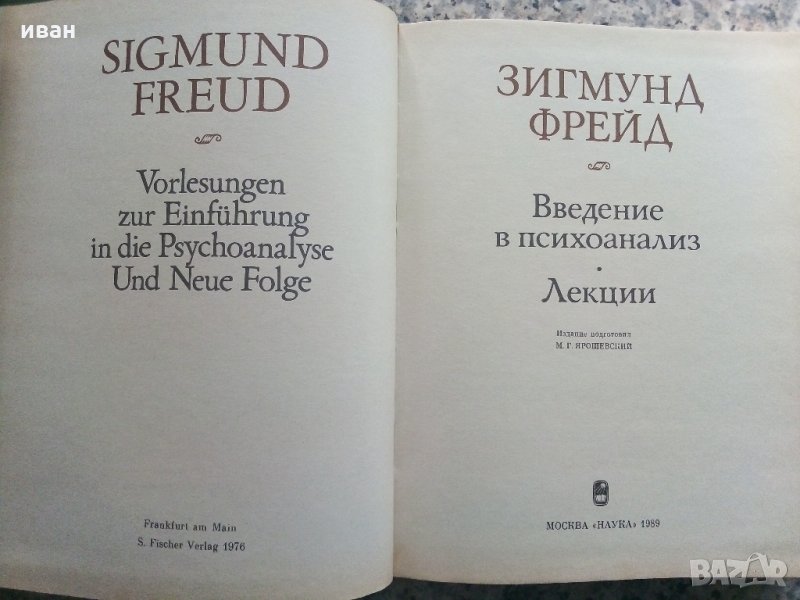 иван
SIGMUND
FREUD
Vorlesungen
zur Einführung
in die Psychoanalyse
Und Neue Folge
Frankfurt am Main
S. Fischer Verlag 1976
ЗИГМУНД
ФРЕЙД
Введение
в психоанализ
·
Лекции
Издание подготовил
М. Г. ЯРОШЕВСКИЙ
МОСКВА «НАУКА» 1989
BAZAR